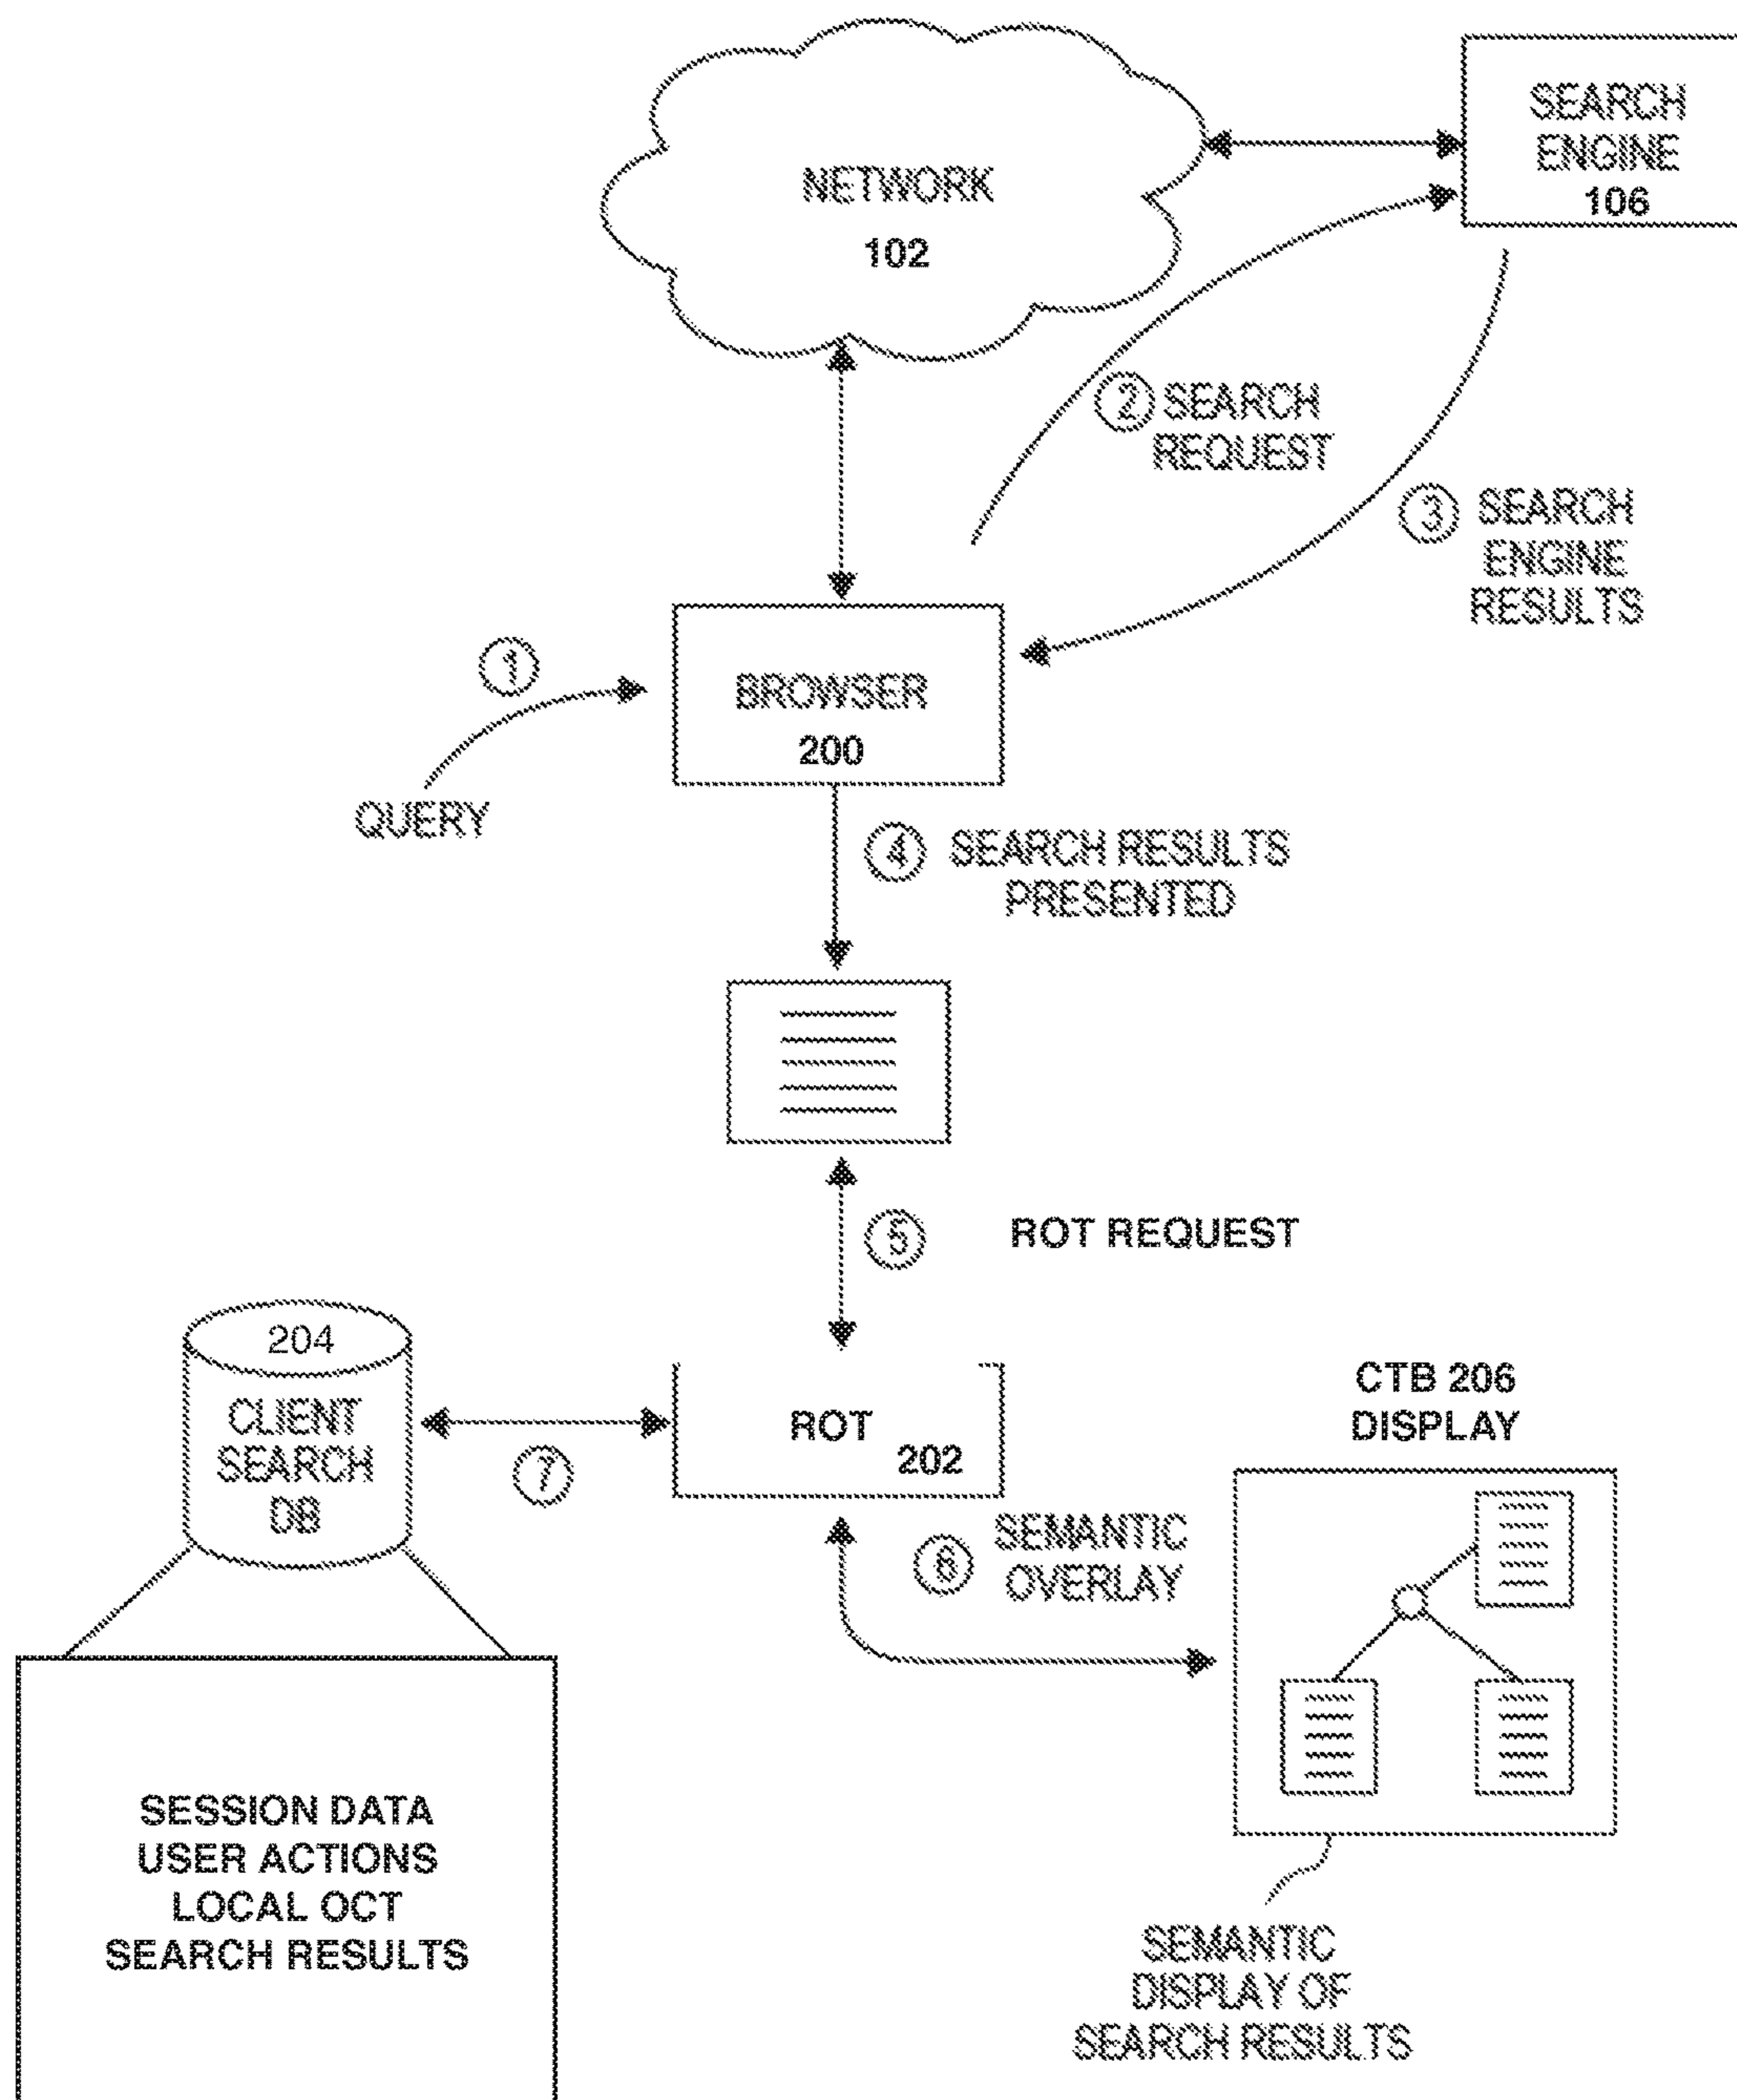 NETWORK
102
SEARCH
ENGINE
106
2 SEARCH
REQUEST
3 SEARCH
ENGINE
RESULTS
1
QUERY
BROWSER
200
4 SEARCH RESULTS
PRESENTED
5 ROT REQUEST
204
CLIENT
SEARCH
DB
7
ROT
202
CTB 206
DISPLAY
6 SEMANTIC
OVERLAY
SESSION DATA
USER ACTIONS
LOCAL OCT
SEARCH RESULTS
SEMANTIC
DISPLAY OF
SEARCH RESULTS